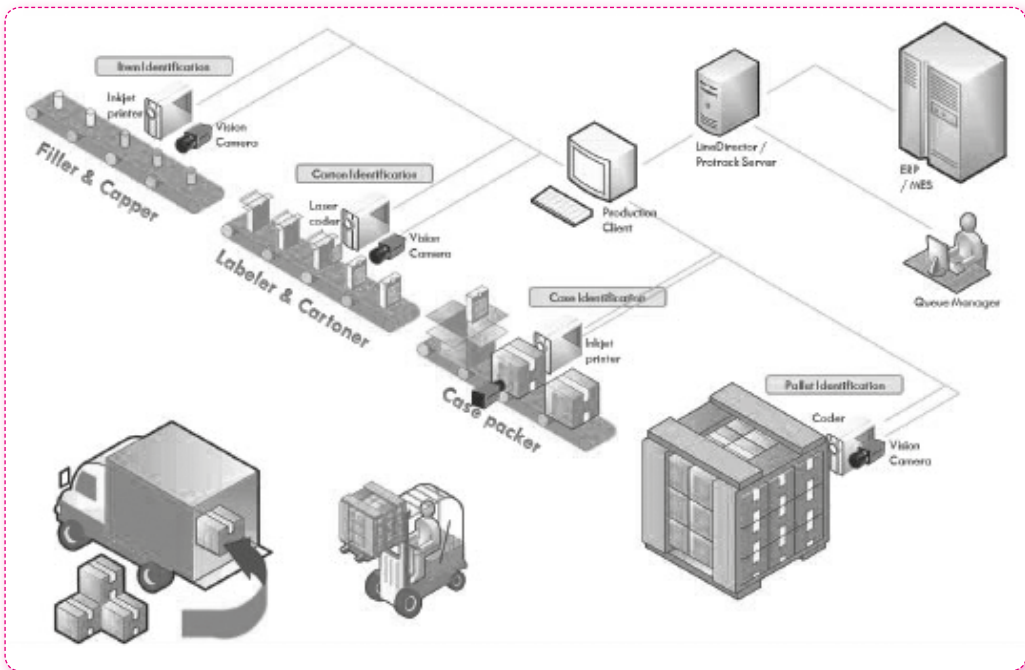 Item Identification
Inkjet
printer
Vision
Camera
Filler & Capper
Carton Identification
Laser
coder
Vision
Camera
Labeler & Cartoner
Case Identification
Inkjet
printer
Case packer
Production
Client
LineDirector /
Protrack Server
ERP
/ MES
Queue Manager
Pallet Identification
Coder
Vision
Camera